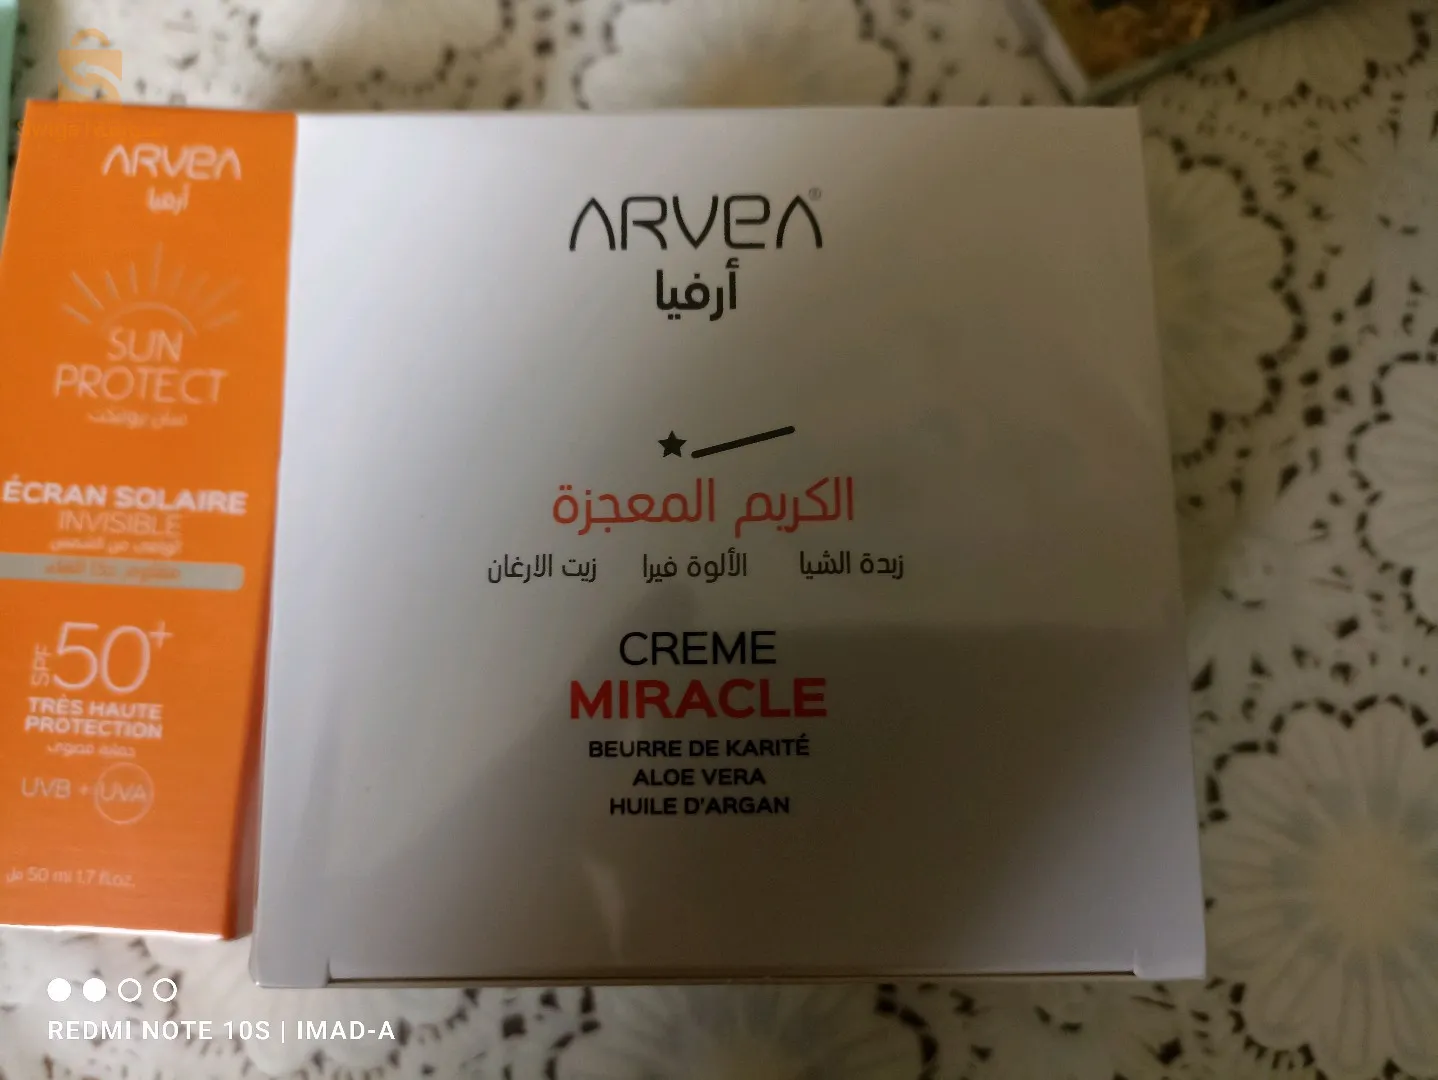 ARVEA
أرفيا
SUN
PROTECT
ÉCRAN SOLAIRE
INVISIBLE
SPF 50+
TRÈS HAUTE
PROTECTION
حماية قصوى
UVB + UVA
50 ml 1.7 fl.oz.
ARVEA®
أرفيا
الكريم المعجزة
زبدة الشيا الألوة فيرا زيت الارغان
CREME
MIRACLE
BEURRE DE KARITÉ
ALOE VERA
HUILE D'ARGAN
REDMI NOTE 10S | IMAD-A